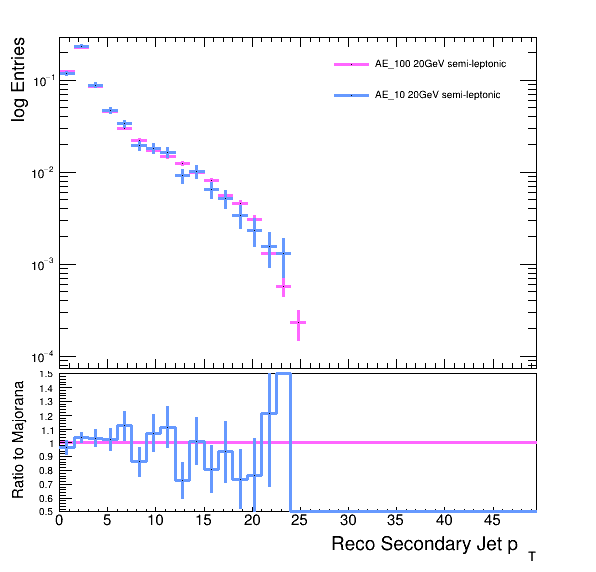 log Entries
AE_100 20GeV semi-leptonic
AE_10 20GeV semi-leptonic
10−1
10−2
10−3
10−4
Ratio to Majorana
1.5
1.4
1.3
1.2
1.1
1
0.9
0.8
0.7
0.6
0.5
0 5 10 15 20 25 30 35 40 45
Reco Secondary Jet p T